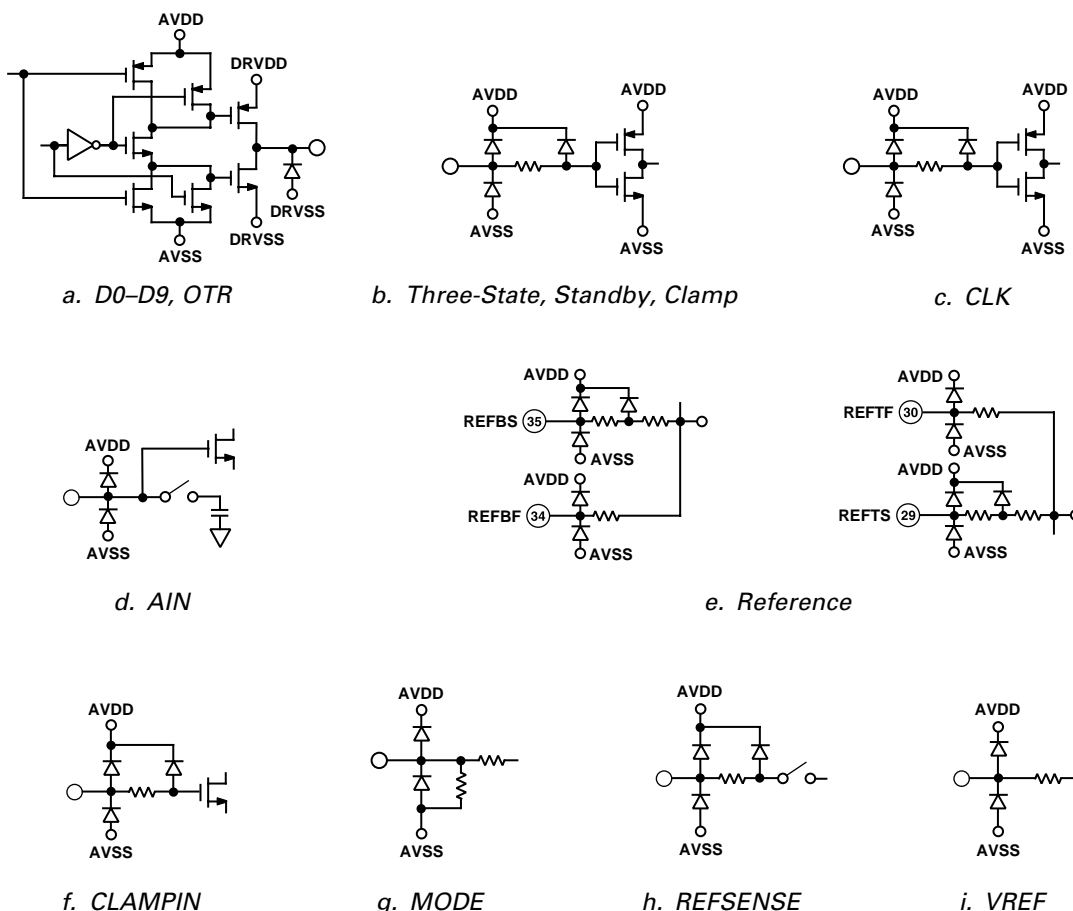 AVDD
DRVDD
DRVSS
DRVSS
AVSS
a. D0–D9, OTR
AVDD
AVDD
AVSS
AVSS
b. Three-State, Standby, Clamp
AVDD
AVDD
AVSS
AVSS
c. CLK
AVDD
AVSS
d. AIN
AVDD
REFBS 35
AVSS
AVDD
REFBF 34
AVSS
AVDD
REFTF 30
AVSS
AVDD
REFTS 29
AVSS
e. Reference
AVDD
AVSS
f. CLAMPIN
AVDD
AVSS
g. MODE
AVDD
AVSS
h. REFSENSE
AVDD
AVSS
i. VREF